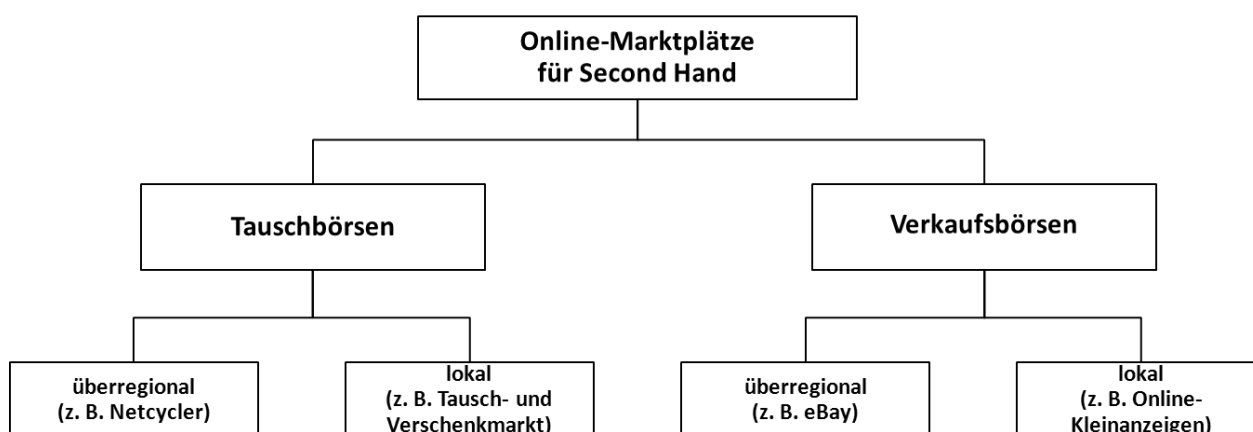 Online-Marktplätze
für Second Hand
Tauschbörsen
Verkaufsbörsen
überregional
(z. B. Netcycler)
lokal
(z. B. Tausch- und
Verschenkmarkt)
überregional
(z. B. eBay)
lokal
(z. B. Online-
Kleinanzeigen)